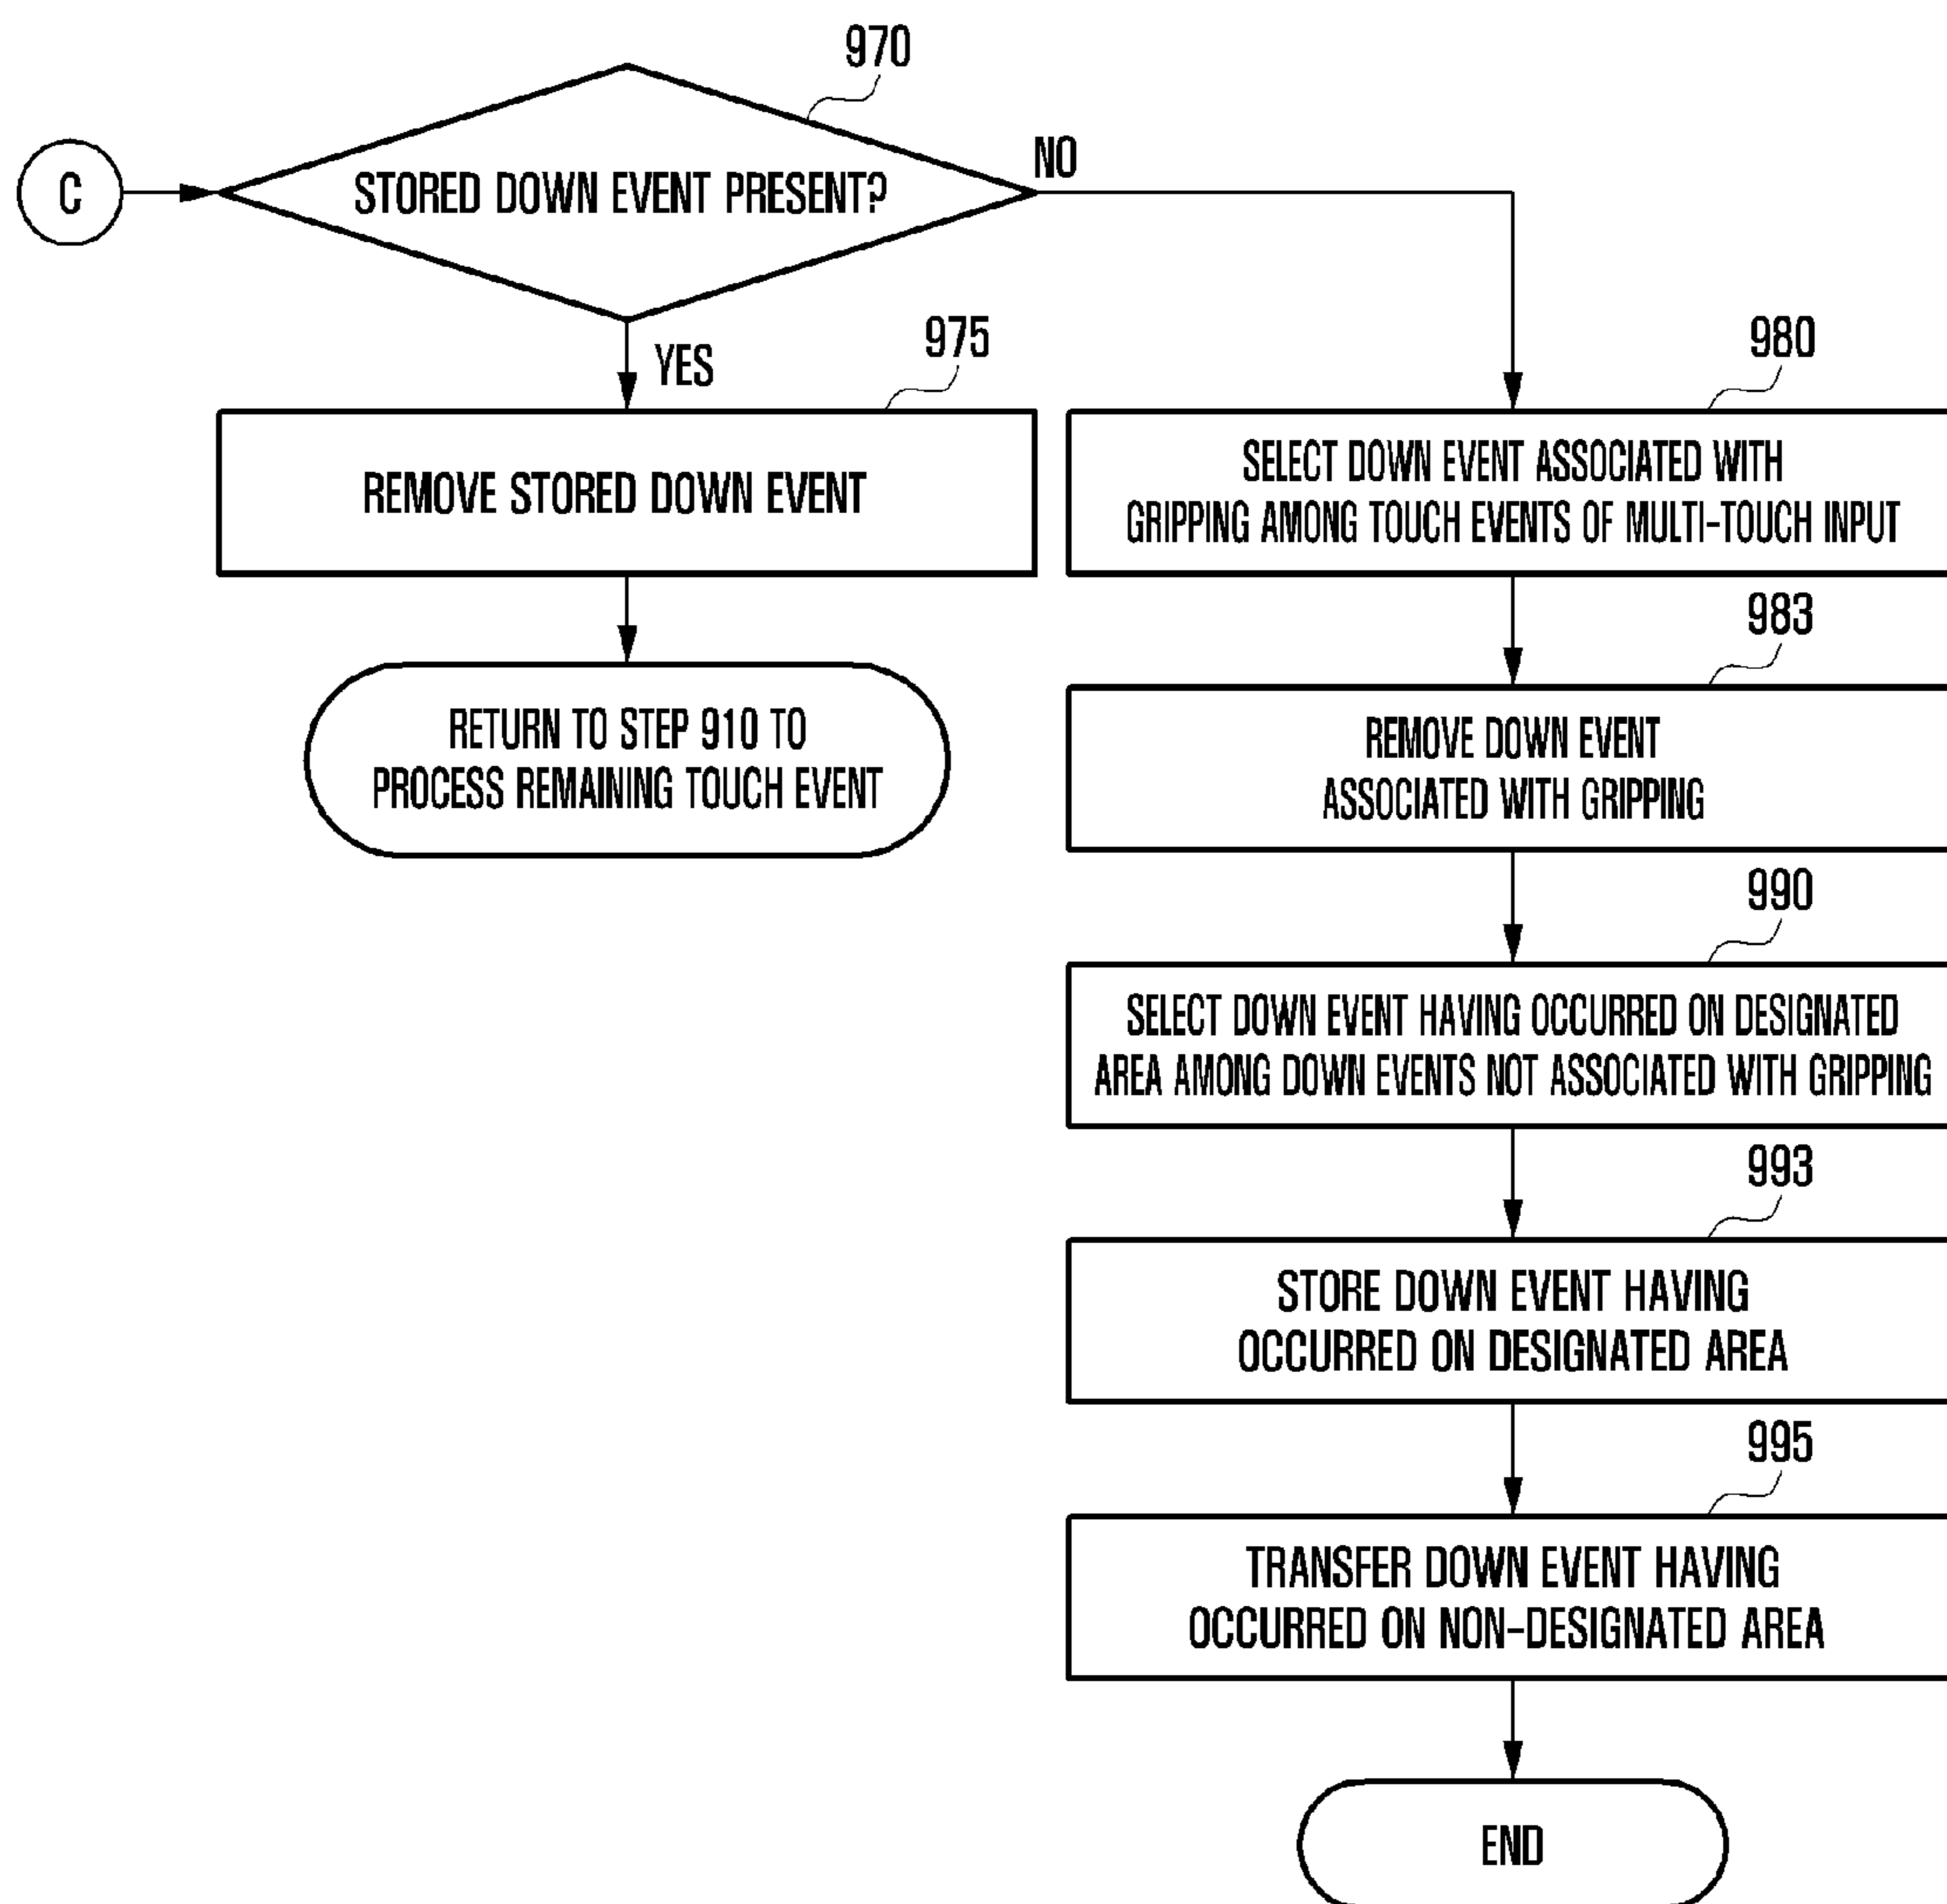 970
C
STORED DOWN EVENT PRESENT?
NO
YES
975
REMOVE STORED DOWN EVENT
RETURN TO STEP 910 TO
PROCESS REMAINING TOUCH EVENT
980
SELECT DOWN EVENT ASSOCIATED WITH
GRIPPING AMONG TOUCH EVENTS OF MULTI-TOUCH INPUT
983
REMOVE DOWN EVENT
ASSOCIATED WITH GRIPPING
990
SELECT DOWN EVENT HAVING OCCURRED ON DESIGNATED
AREA AMONG DOWN EVENTS NOT ASSOCIATED WITH GRIPPING
993
STORE DOWN EVENT HAVING
OCCURRED ON DESIGNATED AREA
995
TRANSFER DOWN EVENT HAVING
OCCURRED ON NON-DESIGNATED AREA
END